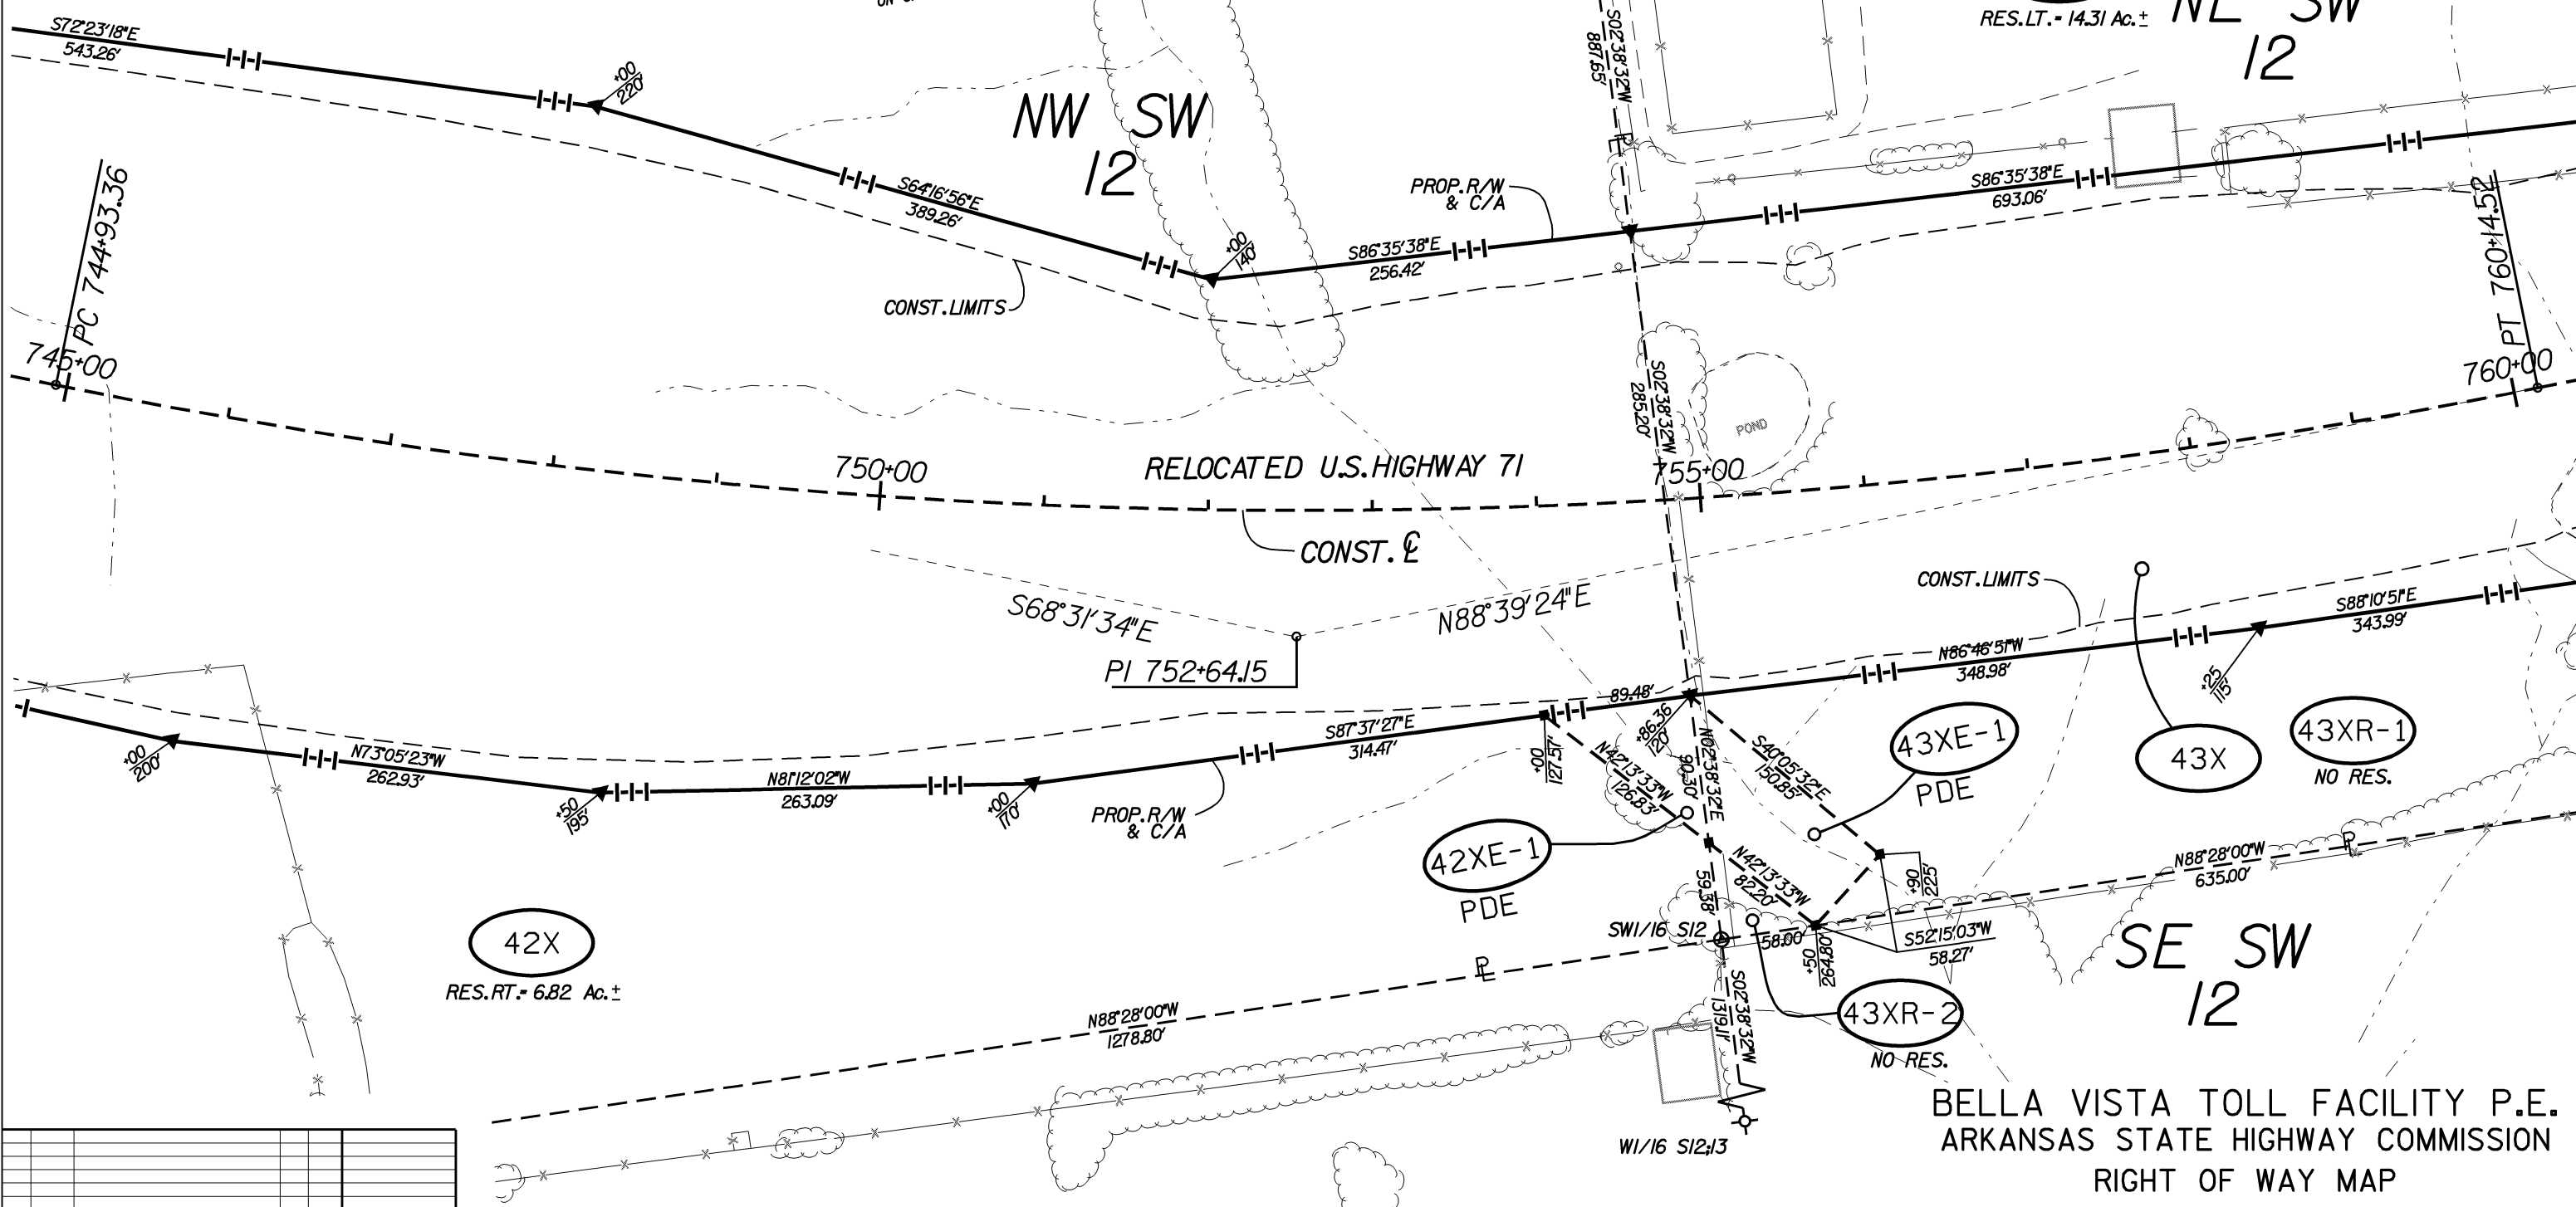 S72°23'18"E
543.26'
+00
220'
NW SW
12
S02°38'32"W
887.65'
RES.LT.= 14.31 Ac.±
NE SW
12
PC 744+93.36
S64°16'56"E
389.26'
PROP.R/W
& C/A
S86°35'38"E
693.06'
+00
140'
S86°35'38"E
256.42'
CONST.LIMITS
PT 760+14.52
745+00
760+00
S02°38'32"W
285.20'
POND
750+00
RELOCATED U.S.HIGHWAY 71
755+00
CONST. ℄
S68°31'34"E
N88°39'24"E
CONST.LIMITS
S88°10'51"E
343.99'
PI 752+64.15
N86°46'51"W
348.98'
+25
115'
89.48'
+86.36
120'
+00
200'
N73°05'23"W
262.93'
S87°37'27"E
314.47'
+00
121.57'
N02°38'32"E
90.30'
S40°05'32"E
150.85'
43XE-1
PDE
43X
43XR-1
NO RES.
N81°12'02"W
263.09'
+50
195'
+00
170'
PROP.R/W
& C/A
N42°13'33"W
126.83'
42XE-1
PDE
N42°13'33"W
82.20'
59.38'
+90
225'
N88°28'00"W
635.00'
42X
RES.RT.= 6.82 Ac.±
SW1/16 S12
58.00'
+50
264.80'
S52°15'03"W
58.27'
SE SW
12
N88°28'00"W
1278.80'
S02°38'32"W
1319.11'
43XR-2
NO RES.
W1/16 S12;13
BELLA VISTA TOLL FACILITY P.E.
ARKANSAS STATE HIGHWAY COMMISSION
RIGHT OF WAY MAP